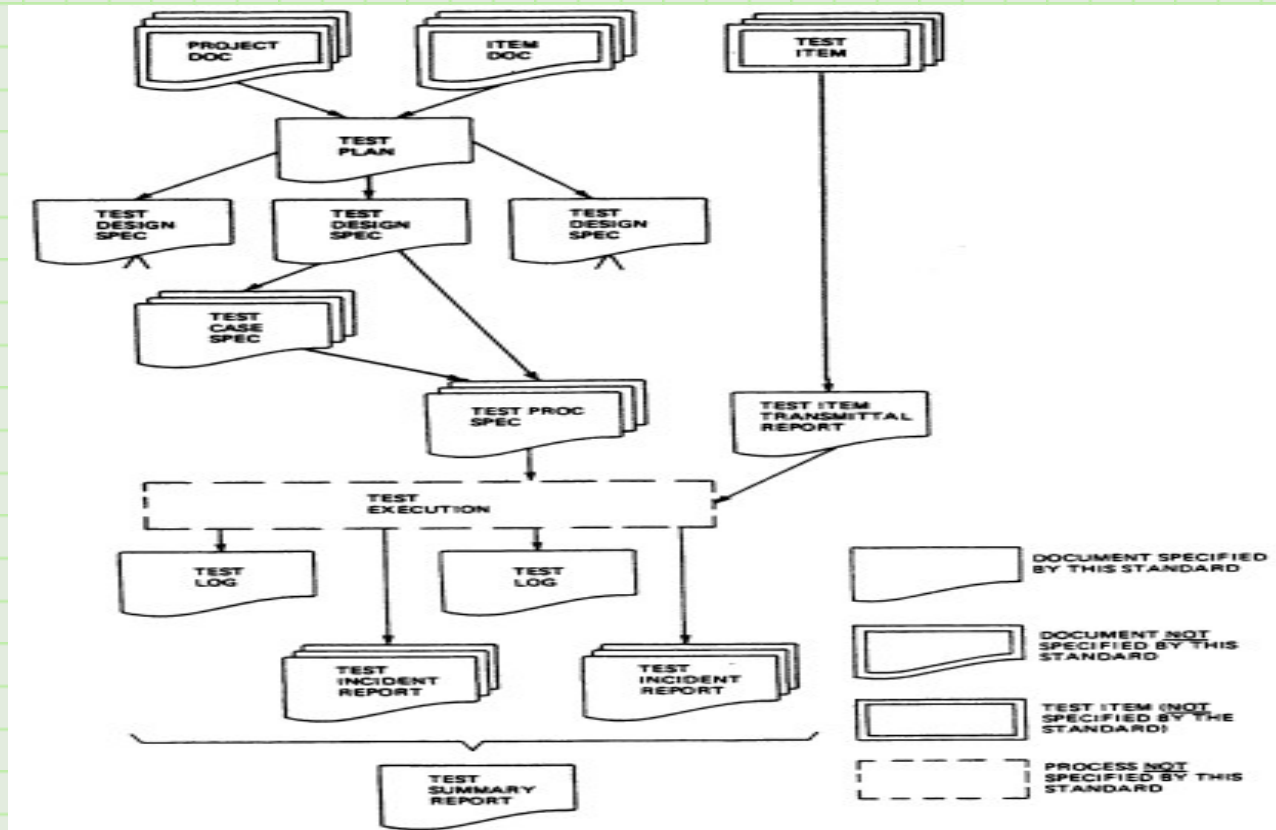 PROJECT
DOC
ITEM
DOC
TEST
ITEM
TEST
PLAN
TEST
DESIGN
SPEC
TEST
DESIGN
SPEC
TEST
DESIGN
SPEC
TEST
CASE
SPEC
TEST PROC
SPEC
TEST ITEM
TRANSMITTAL
REPORT
TEST
EXECUTION
TEST
LOG
TEST
LOG
TEST
INCIDENT
REPORT
TEST
INCIDENT
REPORT
TEST
SUMMARY
REPORT
DOCUMENT SPECIFIED
BY THIS STANDARD
DOCUMENT NOT
SPECIFIED BY THIS
STANDARD
TEST ITEM (NOT
SPECIFIED BY THE
STANDARD)
PROCESS NOT
SPECIFIED BY THIS
STANDARD